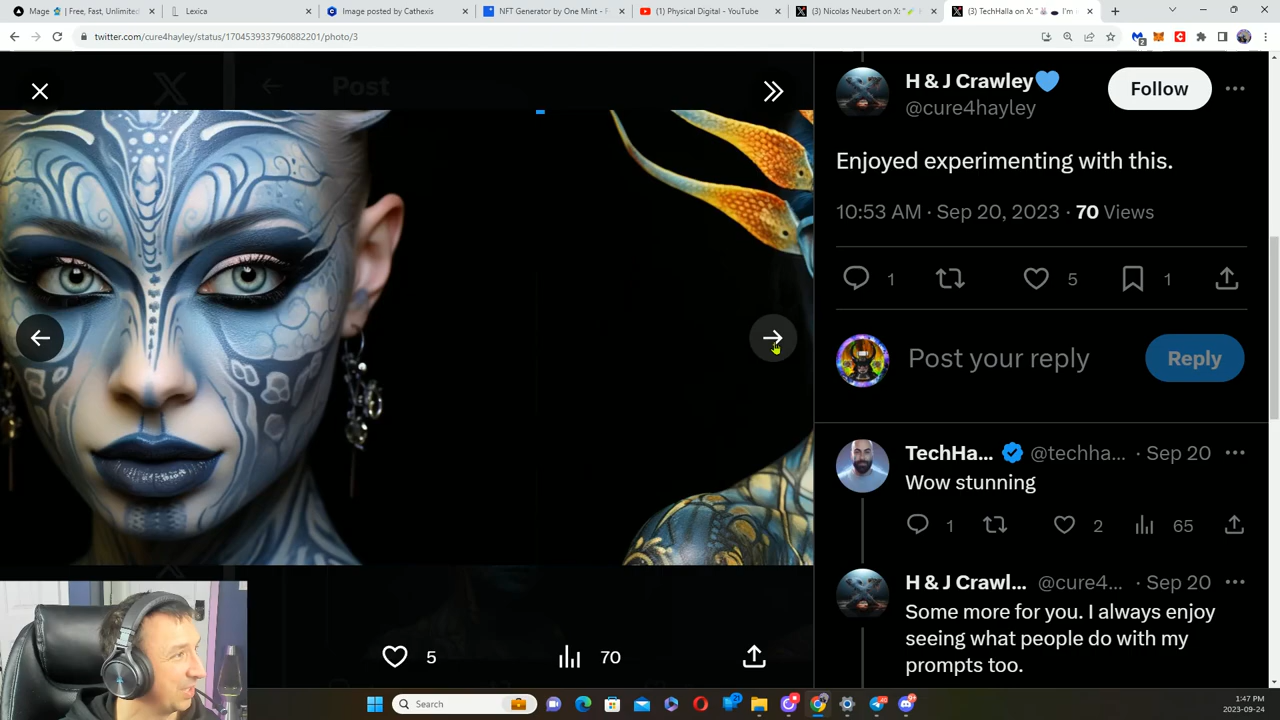 Mage | Free, Fast, Unlimited
Lexica
Image posted by Cathexis
NFT Generator by One Mint - F
(1) Physical Digital - YouTube
(3) Nicolas Neubert on X: "
(3) TechHalla on X: " I'm
twitter.com/cure4hayley/status/1704539337960882201/photo/3
2
Post
H & J Crawley
@cure4hayley
Follow
Enjoyed experimenting with this.
10:53 AM · Sep 20, 2023 · 70 Views
1
5
1
Post your reply
Reply
TechHa... @techha... · Sep 20
Wow stunning
1
2
65
H & J Crawl... @cure4... · Sep 20
Some more for you. I always enjoy
seeing what people do with my
prompts too.
5
70
Search
1:47 PM
2023-09-24